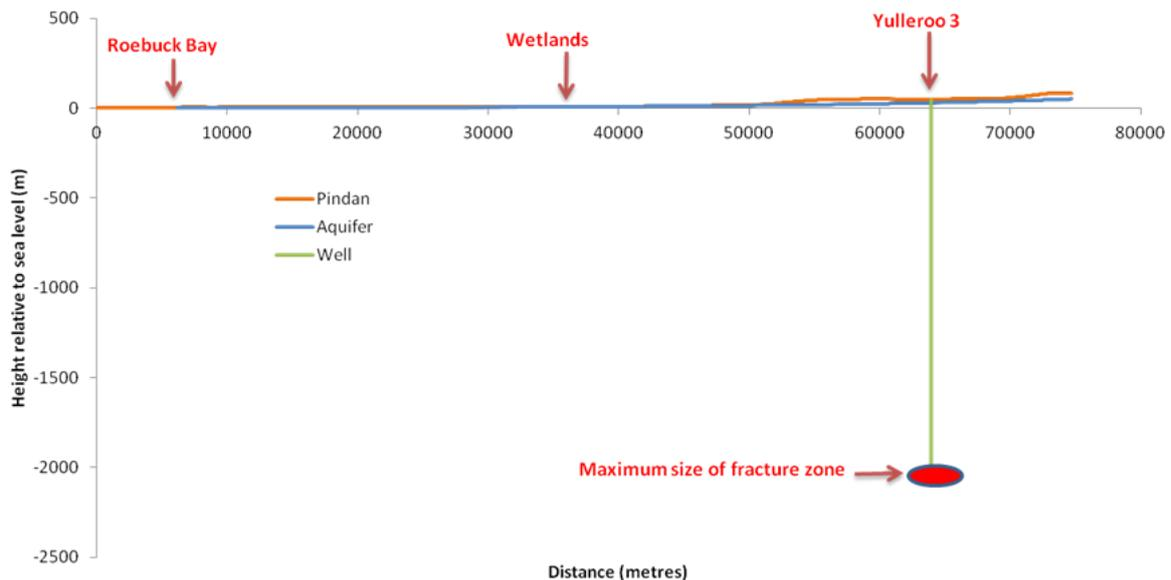 500
0
-500
-1000
-1500
-2000
-2500
Height relative to sea level (m)
Roebuck Bay
Wetlands
Yulleroo 3
0 10000 20000 30000 40000 50000 60000 70000 80000
Pindan
Aquifer
Well
Maximum size of fracture zone
Distance (metres)